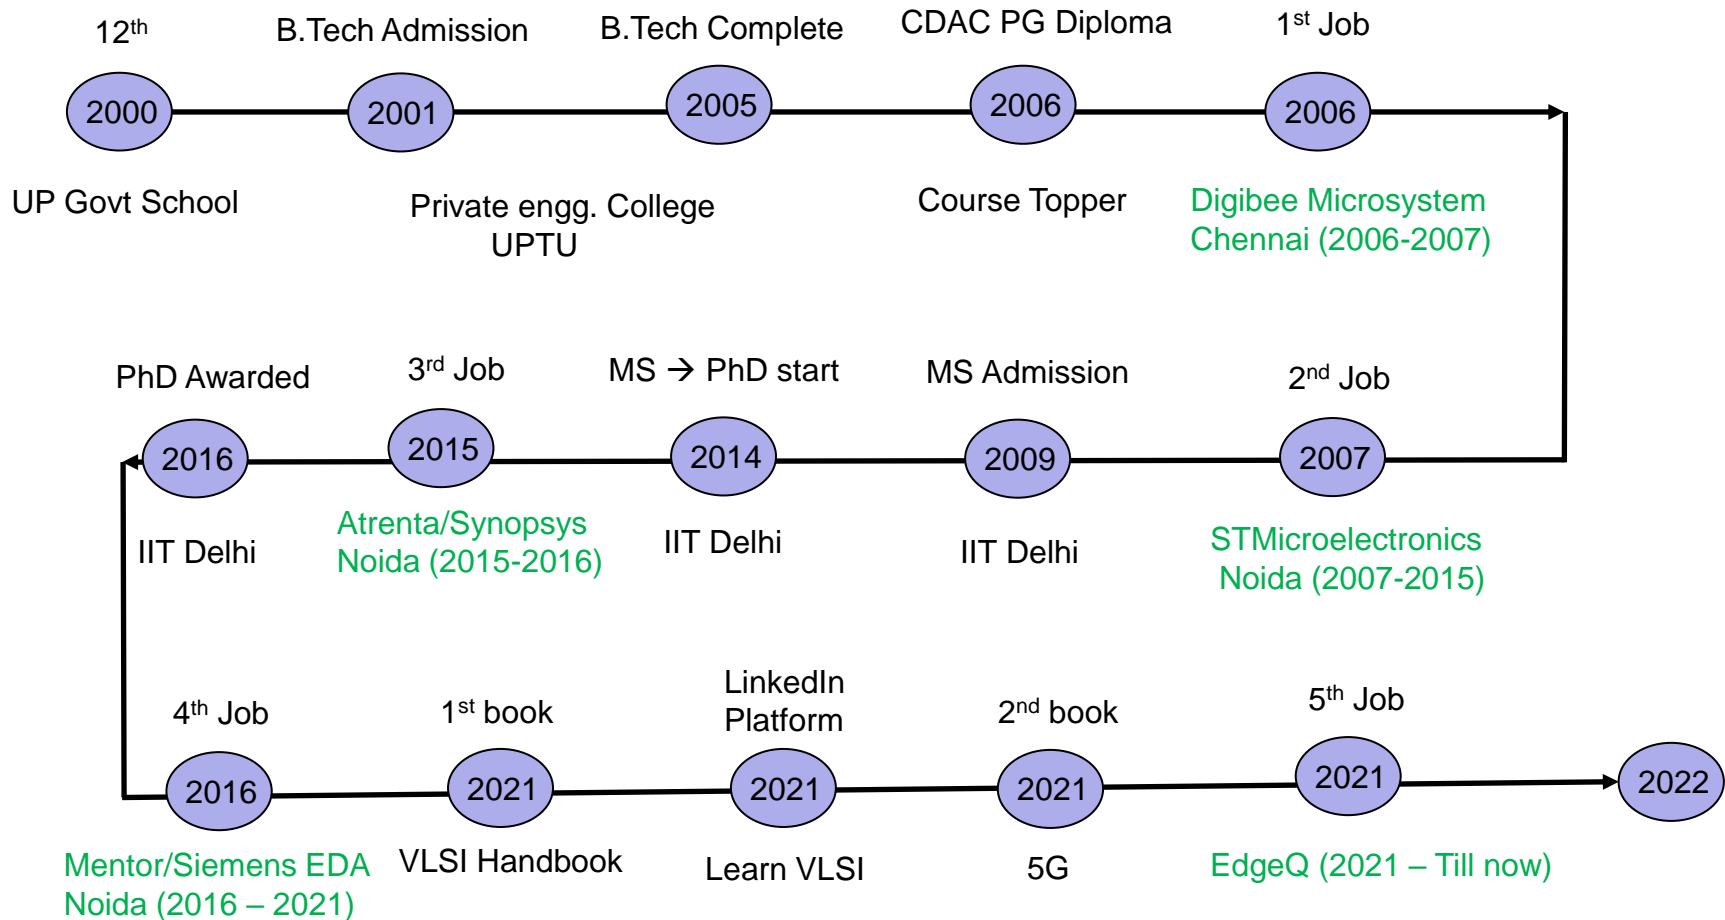 12th
B.Tech Admission
B.Tech Complete
CDAC PG Diploma
1st Job
2000
2001
2005
2006
2006
UP Govt School
Private engg. College
UPTU
Course Topper
Digibee Microsystem
Chennai (2006-2007)
PhD Awarded
3rd Job
MS → PhD start
MS Admission
2nd Job
2016
2015
2014
2009
2007
IIT Delhi
Atrenta/Synopsys
Noida (2015-2016)
IIT Delhi
IIT Delhi
STMicroelectronics
Noida (2007-2015)
4th Job
1st book
LinkedIn
Platform
2nd book
5th Job
2016
2021
2021
2021
2021
2022
Mentor/Siemens EDA
Noida (2016 – 2021)
VLSI Handbook
Learn VLSI
5G
EdgeQ (2021 – Till now)